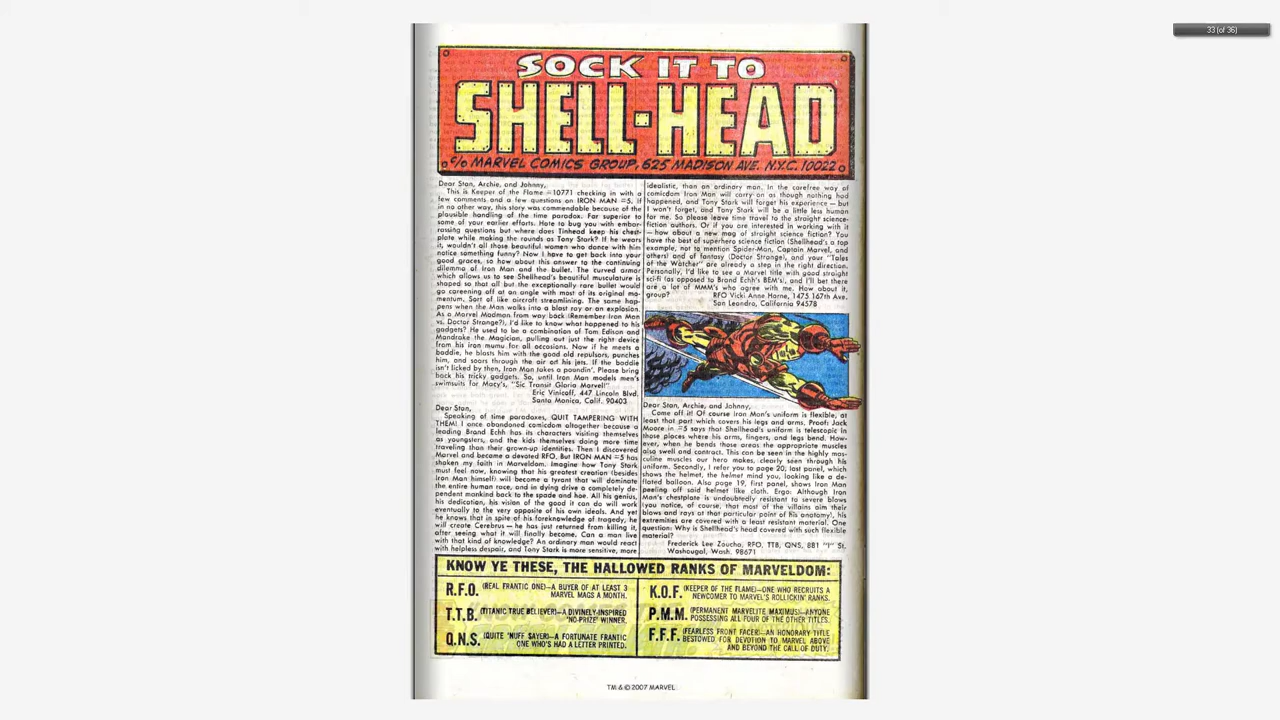 33 (of 36)
SOCK IT TO
SHELL-HEAD
c/o MARVEL COMICS GROUP, 625 MADISON AVE. N.Y.C. 10022
Dear Stan, Archie, and Johnny,
This is Keeper of the Flame =10771 checking in with a
few comments and a few questions on IRON MAN =5. If
in no other way, this story was commendable because of the
plausible handling of the time paradox. Far superior to
some of your earlier efforts. Hate to bug you with embar-
rassing questions but where does Tinhead keep his chest-
plate while making the rounds as Tony Stark? If he wears
it, wouldn't all those beautiful women who dance with him
notice something funny? Now I have to get back into your
good graces, so how about this answer to the continuing
dilemma of Iron Man and the bullet. The curved armor
which allows us to see Shellhead's beautiful musculature is
shaped so that all but the exceptionally rare bullet would
go careening off at an angle with most of its original mo-
mentum. Sort of like aircraft streamlining. The same hap-
pens when the Man walks into a blast ray or an explosion.
As a Marvel Madman from way back (Remember Iron Man
vs. Doctor Strange?), I'd like to know what happened to his
gadgets? He used to be a combination of Tom Edison and
Mandrake the Magician, pulling out just the right device
from his iron mumu for all occasions. Now if he meets a
baddie, he blasts him with the good old repulsors, punches
him, and soars through the air on his jets. If the baddie
isn't licked by then, Iron Man takes a poundin'. Please bring
back his tricky gadgets. So, until Iron Man models men's
swimsuits for Macy's, "Sic Transit Gloria Marvel!"
Eric Vinicoff, 447 Lincoln Blvd.
Santa Monica, Calif. 90403
Dear Stan,
Speaking of time paradoxes, QUIT TAMPERING WITH
THEM! I once abandoned comicdom altogether because a
leading Brand Echh has its characters visiting themselves
as youngsters, and the kids themselves doing more time
traveling than their grown-up identities. Then I discovered
Marvel and became a devoted RFO. But IRON MAN =5 has
shaken my faith in Marveldom. Imagine how Tony Stark
must feel now, knowing that his greatest creation (besides
Iron Man himself) will become a tyrant that will dominate
the entire human race, and in dying drive a completely de-
pendent mankind back to the spade and hoe. All his genius,
his dedication, his vision of the good it can do will work
eventually to the very opposite of his own ideals. And yet
he knows that in spite of his foreknowledge of tragedy, he
will create Cerebrus — he has just returned from killing it,
after seeing what it will finally become. Can a man live
with that kind of knowledge? An ordinary man would react
with helpless despair, and Tony Stark is more sensitive, more
idealistic, than an ordinary man. In the carefree way of
comicdom Iron Man will carry on as though nothing had
happened, and Tony Stark will forget his experience — but
I won't forget, and Tony Stark will be a little less human
for me. So please leave time travel to the straight science-
fiction authors. Or if you are interested in working with it
— how about a new mag of straight science fiction? You
have the best of superhero science fiction (Shellhead's a top
example, not to mention Spider-Man, Captain Marvel, and
others) and of fantasy (Doctor Strange), and your "Tales
of the Watcher" are already a step in the right direction.
Personally, I'd like to see a Marvel title with good straight
sci-fi (as opposed to Brand Echh's BEM's), and I'll bet there
are a lot of MMM's who agree with me. How about it,
group?
RFO Vicki Anne Harne, 1475 167th Ave.
San Leandro, California 94578
Dear Stan, Archie, and Johnny,
Come off it! Of course Iron Man's uniform is flexible, at
least that part which covers his legs and arms. Proof: Jack
Moore in =5 says that Shellhead's uniform is telescopic in
those places where his arm, fingers, and legs bend. How-
ever, when he bends those areas the appropriate muscles
also swell and contract. This can be seen in the highly mas-
culine muscles our hero makes, clearly seen through his
uniform. Secondly, I refer you to page 20, last panel, which
shows the helmet, the helmet mind you, looking like a de-
flated balloon. Also page 19, first panel, shows Iron Man
peeling off said helmet like cloth. Ergo: Although Iron
Man's chestplate is undoubtedly resistant to severe blows
(you notice, of course, that most of the villains aim their
blows and rays at that particular point of his anatomy), his
extremities are covered with a least resistant material. One
question: Why is Shellhead's head covered with such flexible
material?
Frederick Lee Zoucha, RFO, TTB, QNS, 881 "I" St.
Washougal, Wash. 98671
KNOW YE THESE, THE HALLOWED RANKS OF MARVELDOM:
R.F.O. (REAL FRANTIC ONE)—A BUYER OF AT LEAST 3
MARVEL MAGS A MONTH.
T.T.B. (TITANIC TRUE BELIEVER)—A DIVINELY-INSPIRED
'NO-PRIZE' WINNER.
Q.N.S. (QUITE 'NUFF SAYER)—A FORTUNATE FRANTIC
ONE WHO'S HAD A LETTER PRINTED.
K.O.F. (KEEPER OF THE FLAME)—ONE WHO RECRUITS A
NEWCOMER TO MARVEL'S ROLLICKIN' RANKS.
P.M.M. (PERMANENT MARVELITE MAXIMUS)—ANYONE
POSSESSING ALL FOUR OF THE OTHER TITLES.
F.F.F. (FEARLESS FRONT FACER)—AN HONORARY TITLE
BESTOWED FOR DEVOTION TO MARVEL ABOVE
AND BEYOND THE CALL OF DUTY.
TM & © 2007 MARVEL